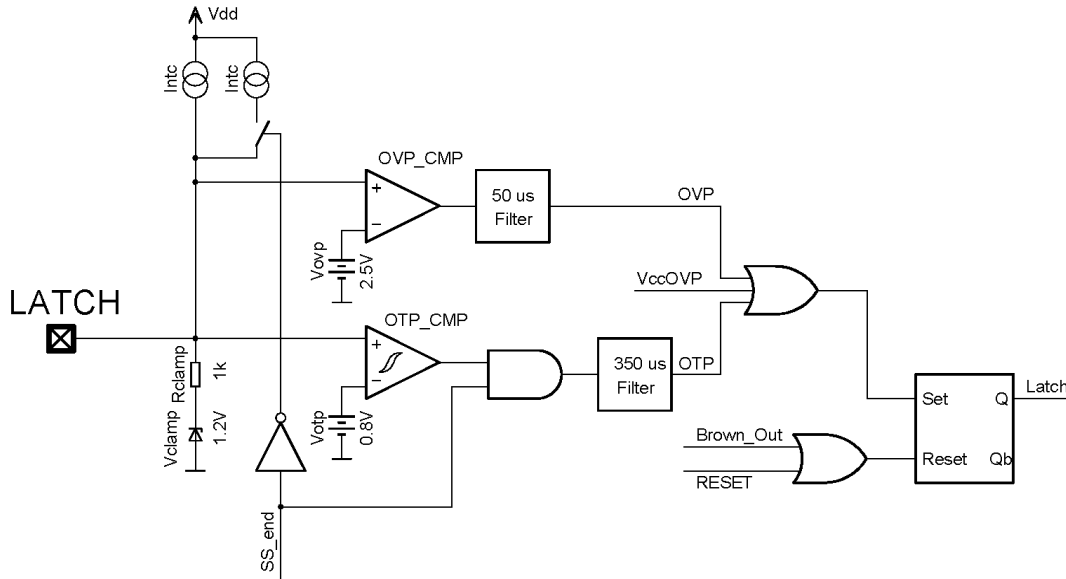 Vdd
Intc
Intc
OVP_CMP
+
−
50 us
Filter
OVP
Vovp
2.5V
VccOVP
LATCH
OTP_CMP
+
−
350 us
Filter
OTP
Rclamp
1k
Vclamp
1.2V
Votp
0.8V
Latch
Set
Q
Brown_Out
Reset
Qb
RESET
SS_end